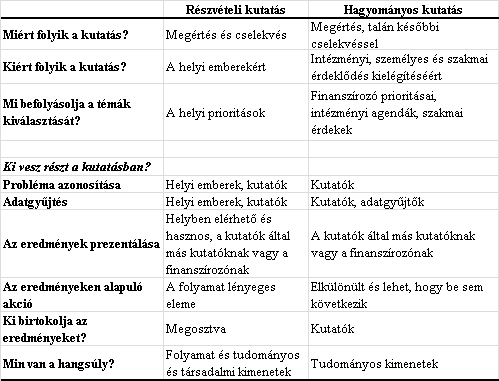 Részvételi kutatás Hagyományos kutatás
Miért folyik a kutatás? Megértés és cselekvés Megértés, talán későbbi
cselekvéssel
Kiért folyik a kutatás? A helyi emberekért Intézményi, személyes és szakmai
érdeklődés kielégítéséért
Mi befolyásolja a témák
kiválasztását? A helyi prioritások Finanszírozó prioritásai,
intézményi agendák, szakmai
érdekek
Ki vesz részt a kutatásban?
Probléma azonosítása Helyi emberek, kutatók Kutatók
Adatgyűjtés Helyi emberek, kutatók Kutatók, adatgyűjtők
Az eredmények prezentálása Helyben elérhető és
hasznos, a kutatók által
más kutatóknak vagy a
finanszírozónak A kutatók által más kutatóknak
vagy a finanszírozónak
Az eredményeken alapuló
akció A folyamat lényeges
eleme Elkülönült és lehet, hogy be sem
következik
Ki birtokolja az
eredményeket? Megosztva Kutatók
Min van a hangsúly? Folyamat és tudományos
és társadalmi kimenetek Tudományos kimenetek